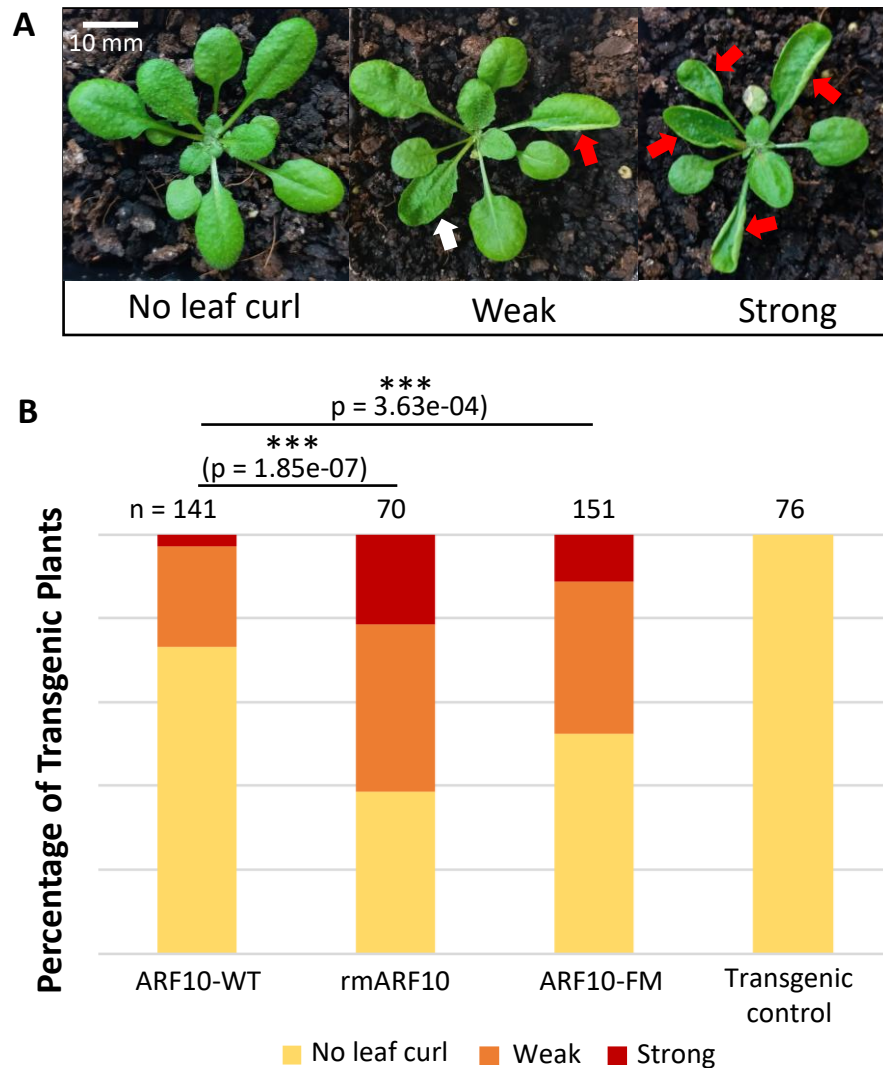 A
10 mm
No leaf curl Weak Strong
B
***
p = 3.63e-04)
***
(p = 1.85e-07)
n = 141 70 151 76
Percentage of Transgenic Plants
ARF10-WT rmARF10 ARF10-FM Transgenic
control
No leaf curl Weak Strong